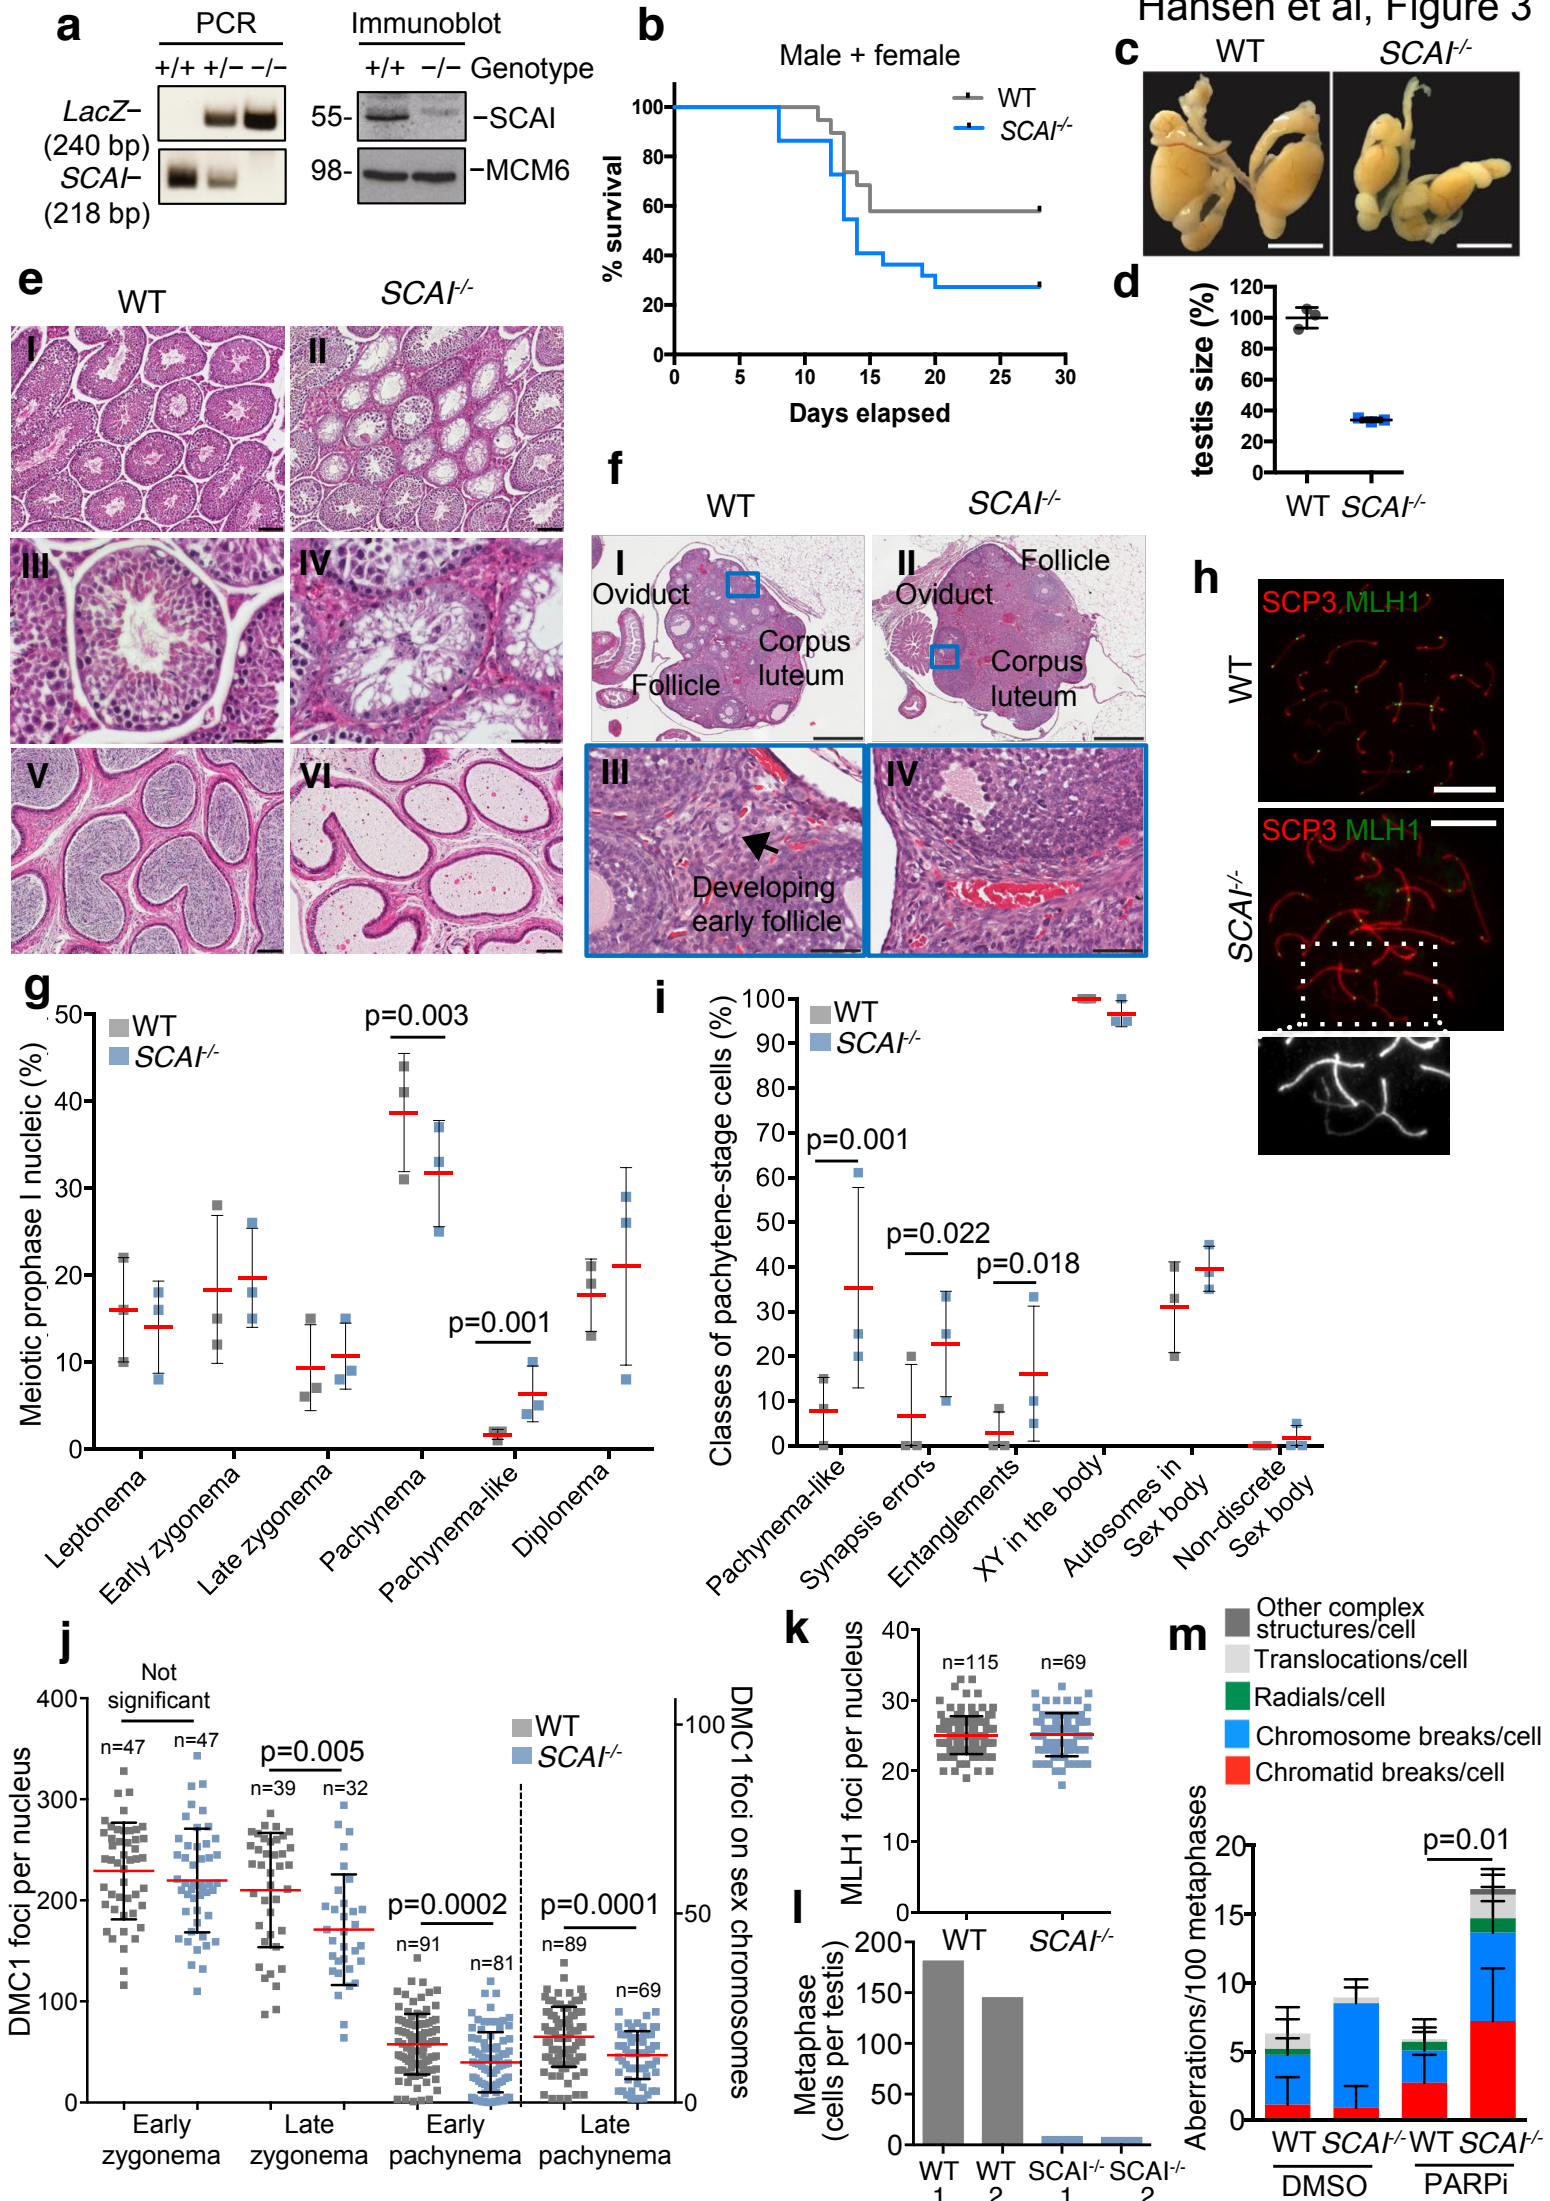 Hansen et al, Figure 3
a
PCR
Immunoblot
+/+ +/− −/−
+/+ −/− Genotype
LacZ−
(240 bp)
SCAI−
(218 bp)
55-
−SCAI
98-
−MCM6
b
Male + female
WT
SCAI-/-
% survival
100
80
60
40
20
0
0 5 10 15 20 25 30
Days elapsed
c
WT
SCAI-/-
d
testis size (%)
120
100
80
60
40
20
0
WT SCAI-/-
e
WT
SCAI-/-
I
II
III
IV
V
VI
f
WT
SCAI-/-
I
Oviduct
Corpus
luteum
Follicle
II
Follicle
Oviduct
Corpus
luteum
III
Developing
early follicle
IV
h
WT
SCP3 MLH1
SCAI-/-
SCP3 MLH1
g
Meiotic prophase I nucleic (%)
50
40
30
20
10
0
WT
SCAI-/-
p=0.003
p=0.001
Leptonema
Early zygonema
Late zygonema
Pachynema
Pachynema-like
Diplonema
i
Classes of pachytene-stage cells (%)
100
90
80
70
60
50
40
30
20
10
0
WT
SCAI-/-
p=0.001
p=0.022
p=0.018
Pachynema-like
Synapsis errors
Entanglements
XY in the body
Autosomes in
Sex body
Non-discrete
Sex body
j
DMC1 foci per nucleus
400
300
200
100
0
Not
significant
n=47
n=47
p=0.005
n=39
n=32
p=0.0002
n=91
n=81
p=0.0001
n=89
n=69
WT
SCAI-/-
DMC1 foci on sex chromosomes
100
50
0
Early
zygonema
Late
zygonema
Early
pachynema
Late
pachynema
k
MLH1 foci per nucleus
40
30
20
10
0
n=115
n=69
WT
SCAI-/-
l
Metaphase
(cells per testis)
200
150
100
50
0
WT
1
WT
2
SCAI-/-
1
SCAI-/-
2
m
Other complex
structures/cell
Translocations/cell
Radials/cell
Chromosome breaks/cell
Chromatid breaks/cell
Aberrations/100 metaphases
20
15
10
5
0
p=0.01
WT SCAI-/-
WT SCAI-/-
DMSO
PARPi